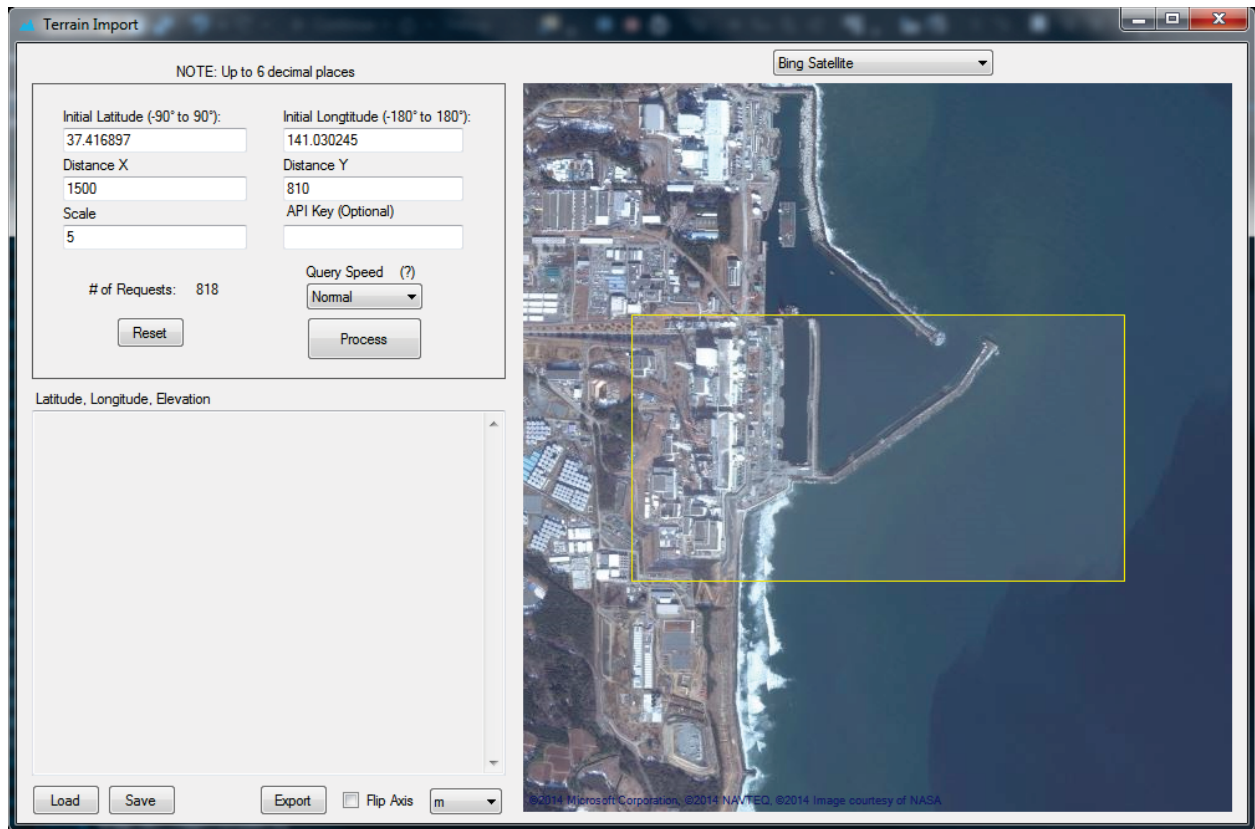 Terrain Import
NOTE: Up to 6 decimal places
Initial Latitude (-90° to 90°):
Initial Longtitude (-180° to 180°):
37.416897
141.030245
Distance X
Distance Y
1500
810
Scale
API Key (Optional)
5
# of Requests: 818
Query Speed (?)
Normal
Reset
Process
Latitude, Longitude, Elevation
Load
Save
Export
Flip Axis
m
Bing Satellite
©2014 Microsoft Corporation, ©2014 NAVTEQ, ©2014 Image courtesy of NASA